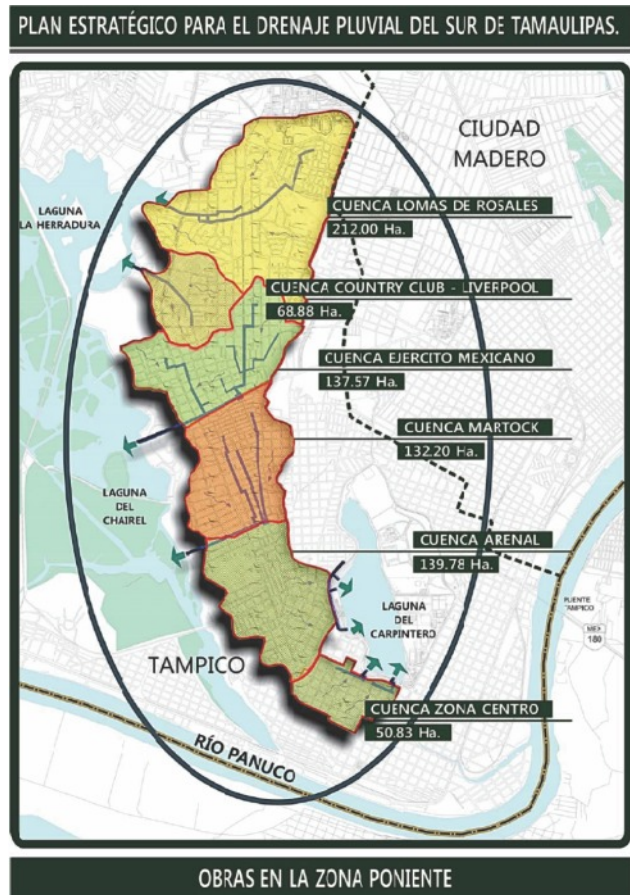 PLAN ESTRATÉGICO PARA EL DRENAJE PLUVIAL DEL SUR DE TAMAULIPAS.
CIUDAD
MADERO
LAGUNA
LA HERRADURA
CUENCA LOMAS DE ROSALES
212.00 Ha.
CUENCA COUNTRY CLUB - LIVERPOOL
68.88 Ha.
CUENCA EJERCITO MEXICANO
137.57 Ha.
CUENCA MARTOCK
132.20 Ha.
LAGUNA
DEL
CHAIREL
CUENCA ARENAL
139.78 Ha.
LAGUNA
DEL
CARPINTERO
PUENTE
TAMPICO
MEX
180
TAMPICO
CUENCA ZONA CENTRO
50.83 Ha.
RÍO PANUCO
OBRAS EN LA ZONA PONIENTE